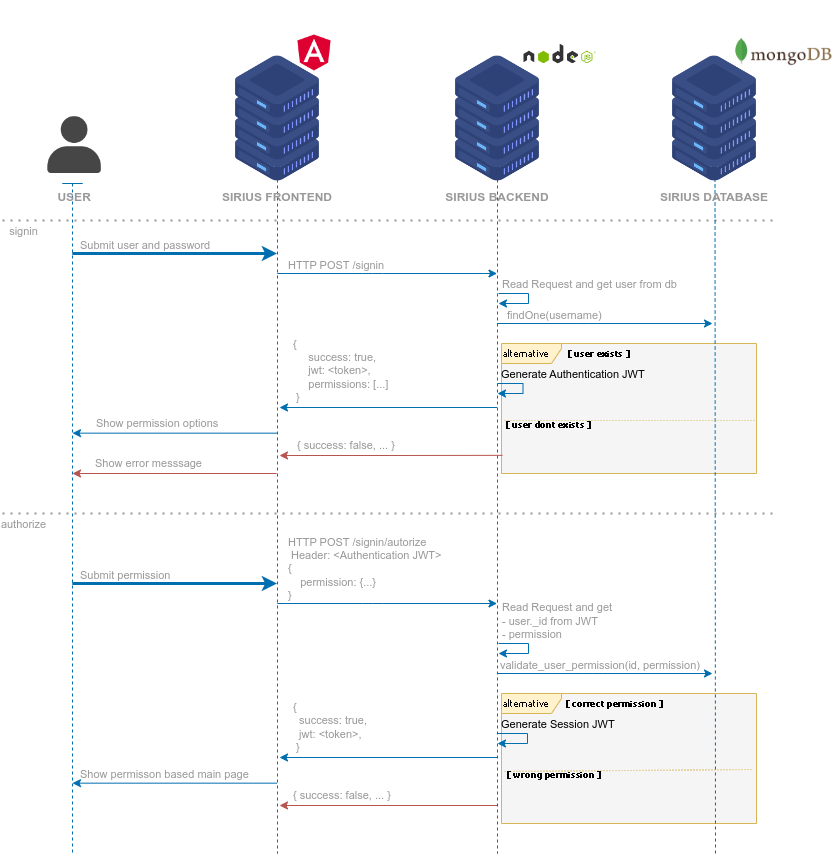 A
node
JS
mongoDB
USER
SIRIUS FRONTEND
SIRIUS BACKEND
SIRIUS DATABASE
signin
Submit user and password
HTTP POST /signin
Read Request and get user from db
findOne(username)
{
success: true,
jwt: <token>,
permissions: [...]
}
alternative
[ user exists ]
Generate Authentication JWT
Show permission options
[ user dont exists ]
{ success: false, ... }
Show error messsage
authorize
HTTP POST /signin/autorize
Header: <Authentication JWT>
{
permission: {...}
}
Submit permission
Read Request and get
- user._id from JWT
- permission
validate_user_permission(id, permission)
{
success: true,
jwt: <token>,
}
alternative
[ correct permission ]
Generate Session JWT
Show permisson based main page
[ wrong permission ]
{ success: false, ... }